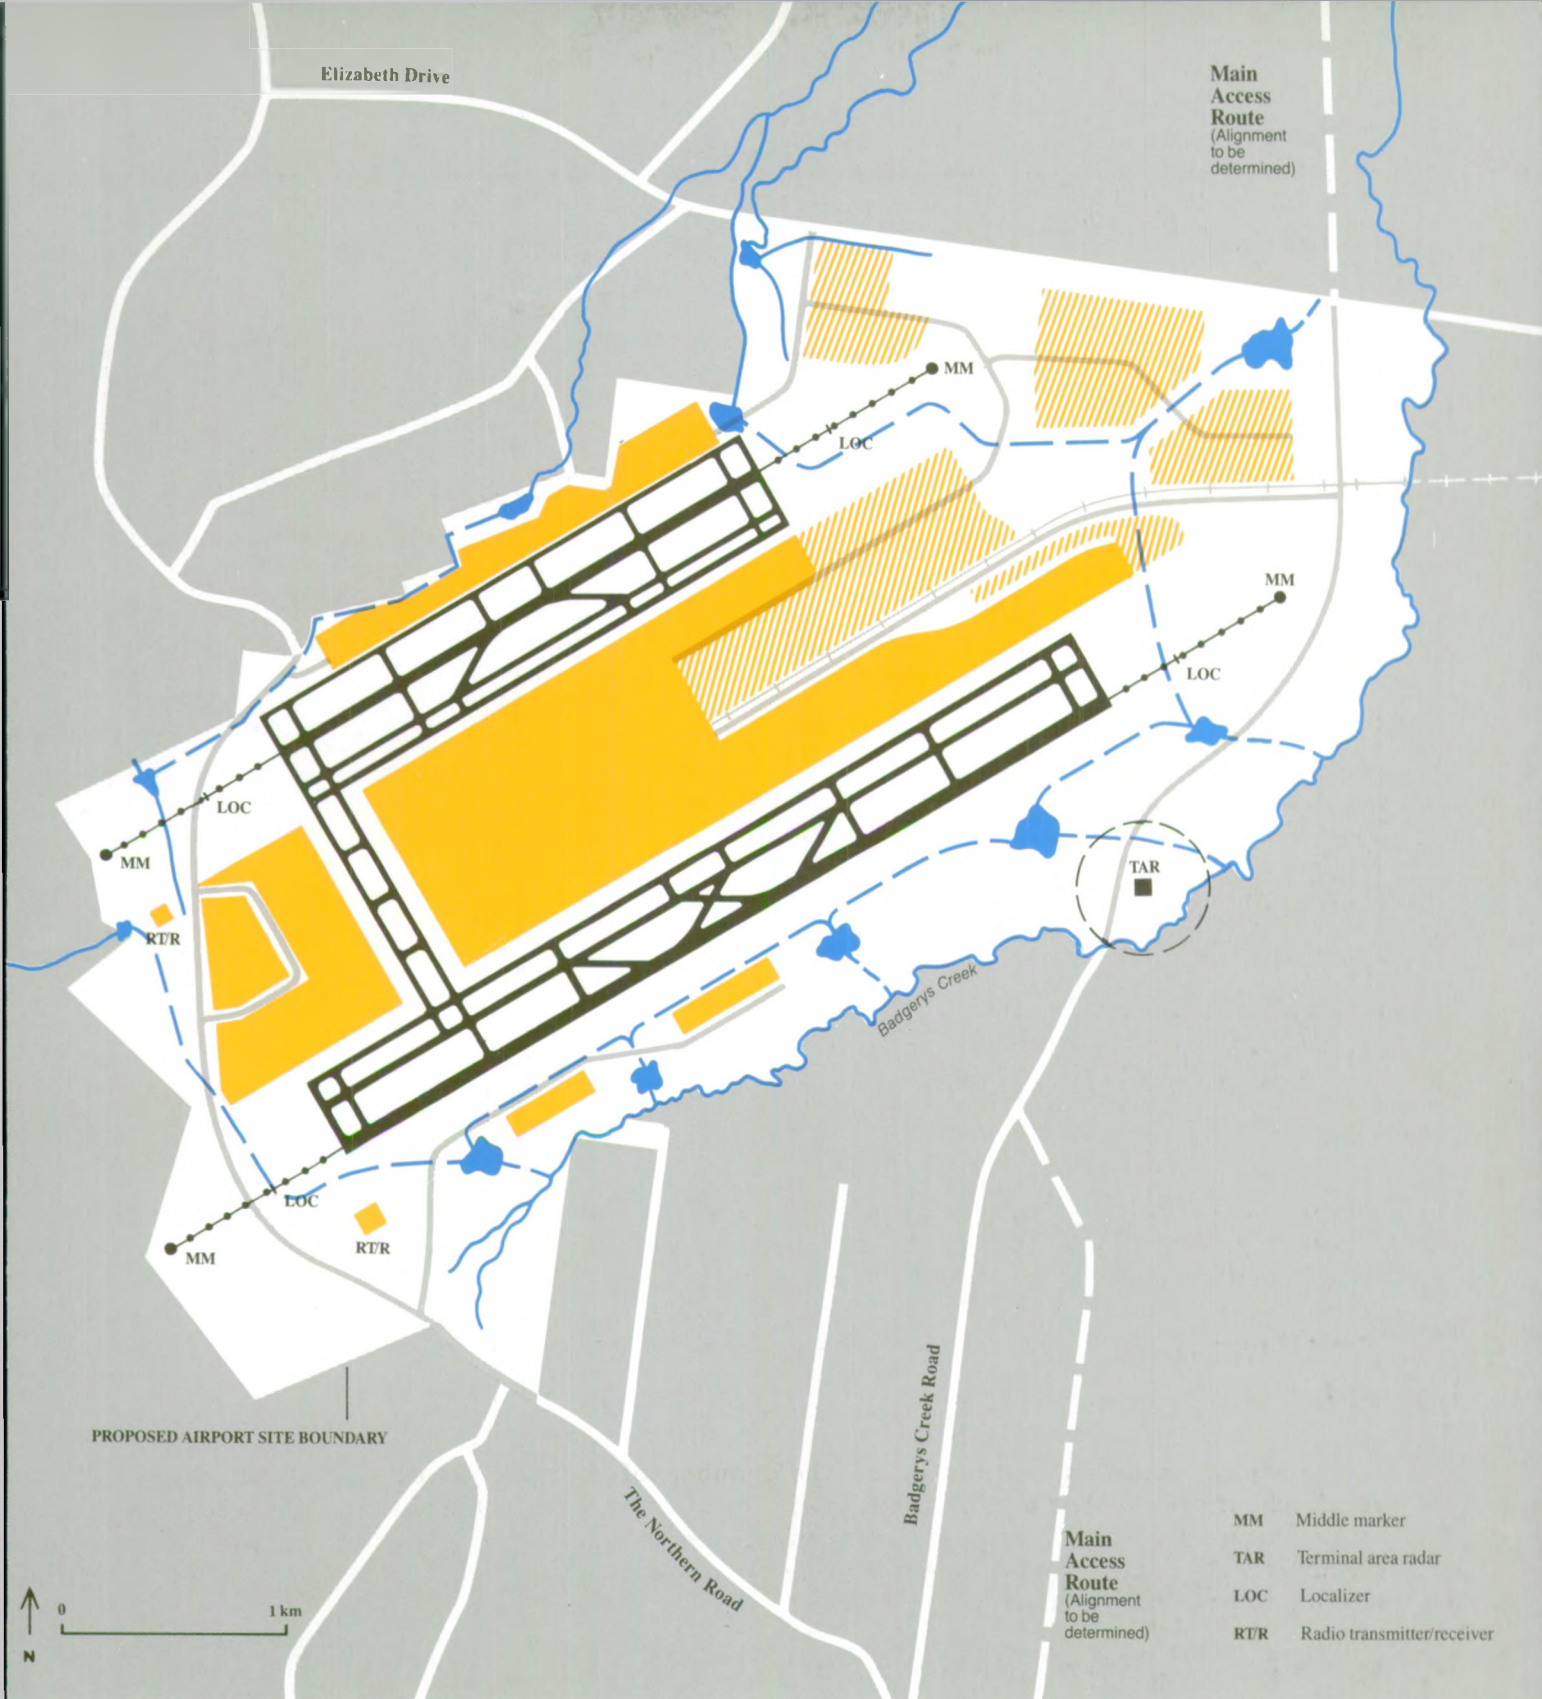 Elizabeth Drive
Main
Access
Route
(Alignment
to be
determined)
MM
LOC
MM
LOC
LOC
MM
TAR
RT/R
Badgerys Creek
LOC
RT/R
MM
PROPOSED AIRPORT SITE BOUNDARY
Badgerys Creek Road
The Northern Road
Main
Access
Route
(Alignment
to be
determined)
MM Middle marker
TAR Terminal area radar
LOC Localizer
RT/R Radio transmitter/receiver
0 1 km
N